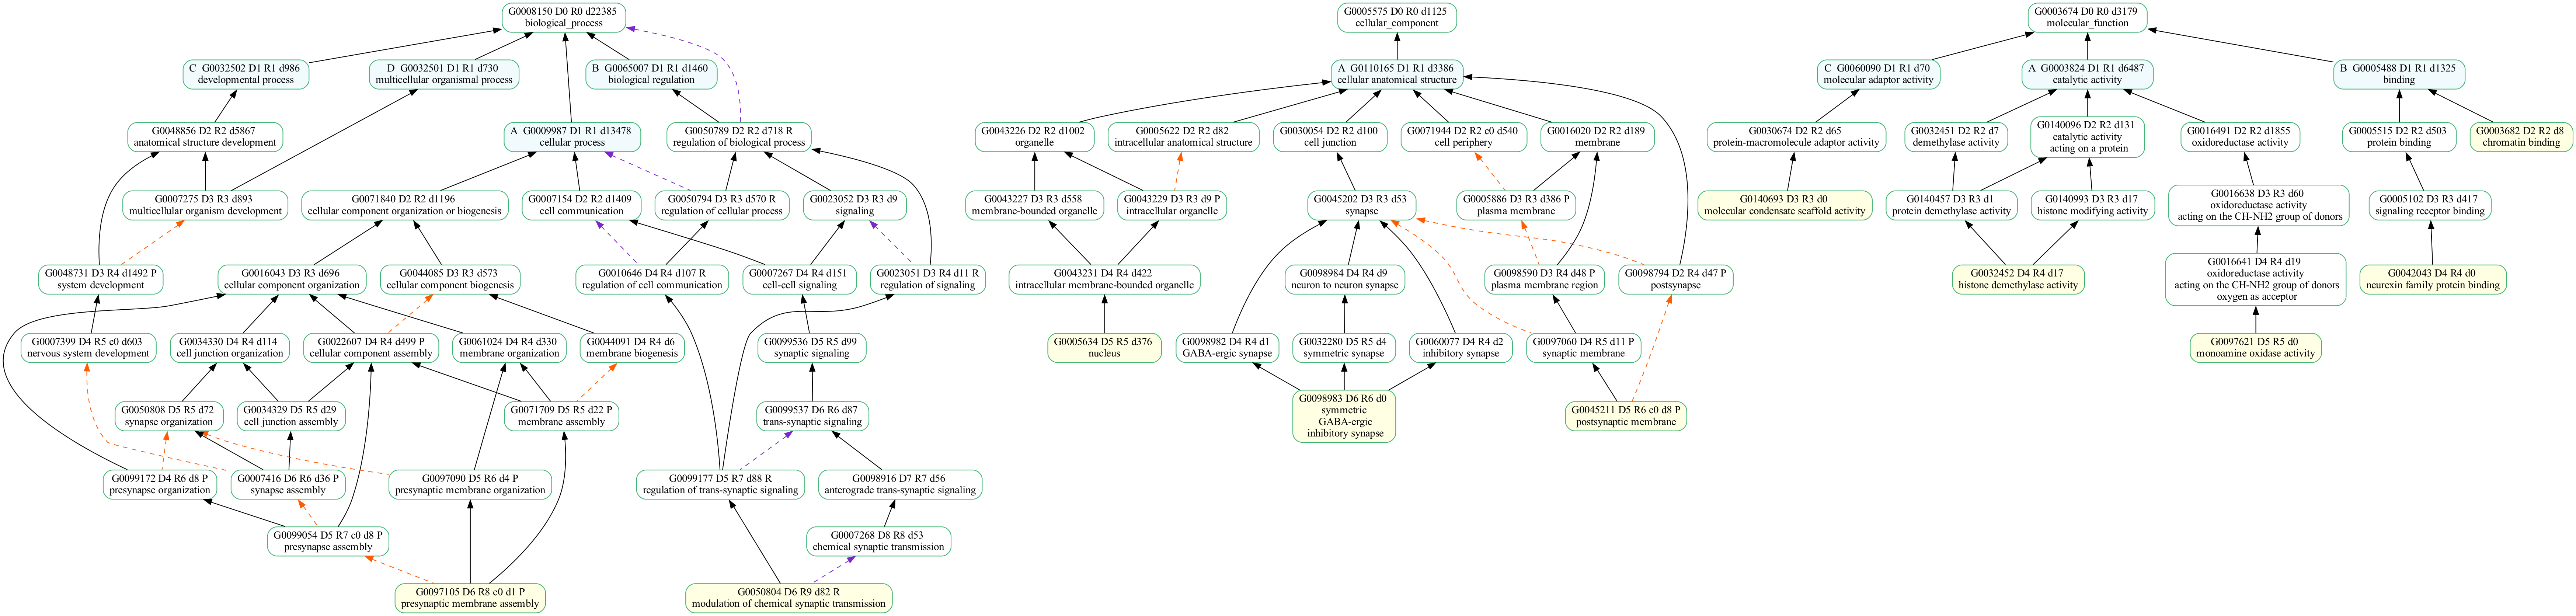 G0008150 D0 R0 d22385
biological_process
G0005575 D0 R0 d1125
cellular_component
G0003674 D0 R0 d3179
molecular_function
C G0032502 D1 R1 d986
developmental process
D G0032501 D1 R1 d730
multicellular organismal process
B G0065007 D1 R1 d1460
biological regulation
A G0110165 D1 R1 d3386
cellular anatomical structure
C G0060090 D1 R1 d70
molecular adaptor activity
A G0003824 D1 R1 d6487
catalytic activity
B G0005488 D1 R1 d1325
binding
G0048856 D2 R2 d5867
anatomical structure development
A G0009987 D1 R1 d13478
cellular process
G0050789 D2 R2 d718 R
regulation of biological process
G0043226 D2 R2 d1002
organelle
G0005622 D2 R2 d82
intracellular anatomical structure
G0030054 D2 R2 d100
cell junction
G0071944 D2 R2 c0 d540
cell periphery
G0016020 D2 R2 d189
membrane
G0030674 D2 R2 d65
protein-macromolecule adaptor activity
G0032451 D2 R2 d7
demethylase activity
G0140096 D2 R2 d131
catalytic activity
acting on a protein
G0016491 D2 R2 d1855
oxidoreductase activity
G0005515 D2 R2 d503
protein binding
G0003682 D2 R2 d8
chromatin binding
G0007275 D3 R3 d893
multicellular organism development
G0071840 D2 R2 d1196
cellular component organization or biogenesis
G0007154 D2 R2 d1409
cell communication
G0050794 D3 R3 d570 R
regulation of cellular process
G0023052 D3 R3 d9
signaling
G0043227 D3 R3 d558
membrane-bounded organelle
G0043229 D3 R3 d9 P
intracellular organelle
G0045202 D3 R3 d53
synapse
G0005886 D3 R3 d386 P
plasma membrane
G0140693 D3 R3 d0
molecular condensate scaffold activity
G0140457 D3 R3 d1
protein demethylase activity
G0140993 D3 R3 d17
histone modifying activity
G0016638 D3 R3 d60
oxidoreductase activity
acting on the CH-NH2 group of donors
G0005102 D3 R3 d417
signaling receptor binding
G0048731 D3 R4 d1492 P
system development
G0016043 D3 R3 d696
cellular component organization
G0044085 D3 R3 d573
cellular component biogenesis
G0010646 D4 R4 d107 R
regulation of cell communication
G0007267 D4 R4 d151
cell-cell signaling
G0023051 D3 R4 d11 R
regulation of signaling
G0043231 D4 R4 d422
intracellular membrane-bounded organelle
G0098984 D4 R4 d9
neuron to neuron synapse
G0098590 D3 R4 d48 P
plasma membrane region
G0098794 D2 R4 d47 P
postsynapse
G0032452 D4 R4 d17
histone demethylase activity
G0016641 D4 R4 d19
oxidoreductase activity
acting on the CH-NH2 group of donors
oxygen as acceptor
G0042043 D4 R4 d0
neurexin family protein binding
G0007399 D4 R5 c0 d603
nervous system development
G0034330 D4 R4 d114
cell junction organization
G0022607 D4 R4 d499 P
cellular component assembly
G0061024 D4 R4 d330
membrane organization
G0044091 D4 R4 d6
membrane biogenesis
G0099536 D5 R5 d99
synaptic signaling
G0005634 D5 R5 d376
nucleus
G0098982 D4 R4 d1
GABA-ergic synapse
G0032280 D5 R5 d4
symmetric synapse
G0060077 D4 R4 d2
inhibitory synapse
G0097060 D4 R5 d11 P
synaptic membrane
G0097621 D5 R5 d0
monoamine oxidase activity
G0050808 D5 R5 d72
synapse organization
G0034329 D5 R5 d29
cell junction assembly
G0071709 D5 R5 d22 P
membrane assembly
G0099537 D6 R6 d87
trans-synaptic signaling
G0098983 D6 R6 d0
symmetric
GABA-ergic
inhibitory synapse
G0045211 D5 R6 c0 d8 P
postsynaptic membrane
G0099172 D4 R6 d8 P
presynapse organization
G0007416 D6 R6 d36 P
synapse assembly
G0097090 D5 R6 d4 P
presynaptic membrane organization
G0099177 D5 R7 d88 R
regulation of trans-synaptic signaling
G0098916 D7 R7 d56
anterograde trans-synaptic signaling
G0099054 D5 R7 c0 d8 P
presynapse assembly
G0007268 D8 R8 d53
chemical synaptic transmission
G0097105 D6 R8 c0 d1 P
presynaptic membrane assembly
G0050804 D6 R9 d82 R
modulation of chemical synaptic transmission